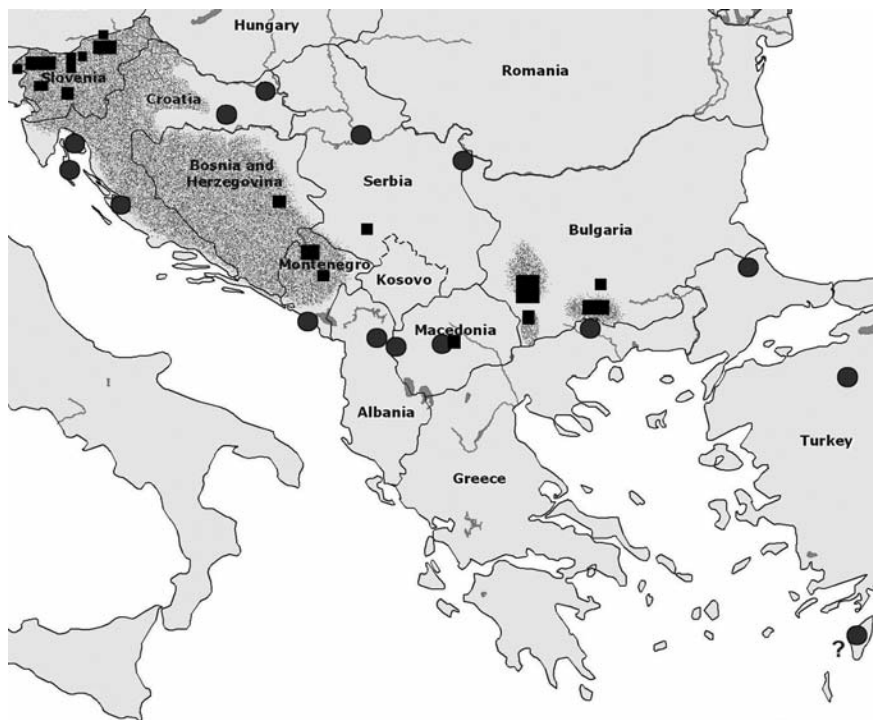 Hungary
Romania
Slovenia
Croatia
Bosnia and
Herzegovina
Serbia
Bulgaria
Montenegro
Kosovo
Macedonia
Albania
Turkey
Greece
?